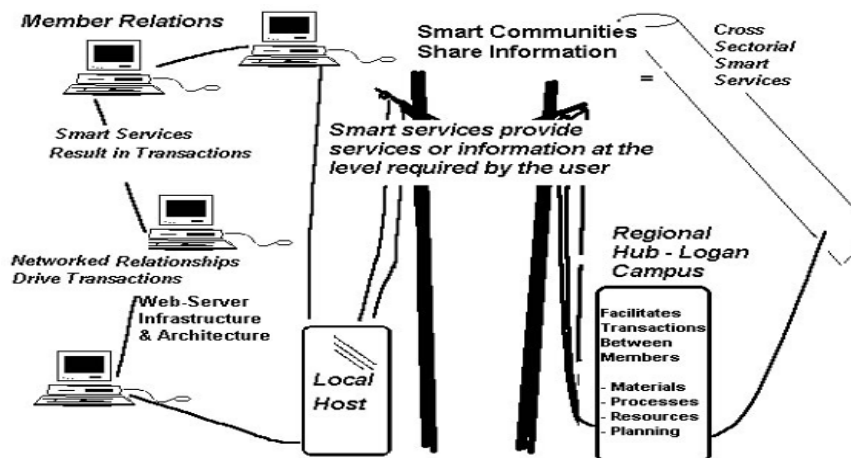 Member Relations
Smart Communities
Share Information
=
Cross
Sectorial
Smart
Services
Smart Services
Result in Transactions
Smart services provide
services or information at the
level required by the user
Networked Relationships
Drive Transactions
Web-Server
Infrastructure
& Architecture
Local
Host
Regional
Hub - Logan
Campus
Facilitates
Transactions
Between
Members
- Materials
- Processes
- Resources
- Planning